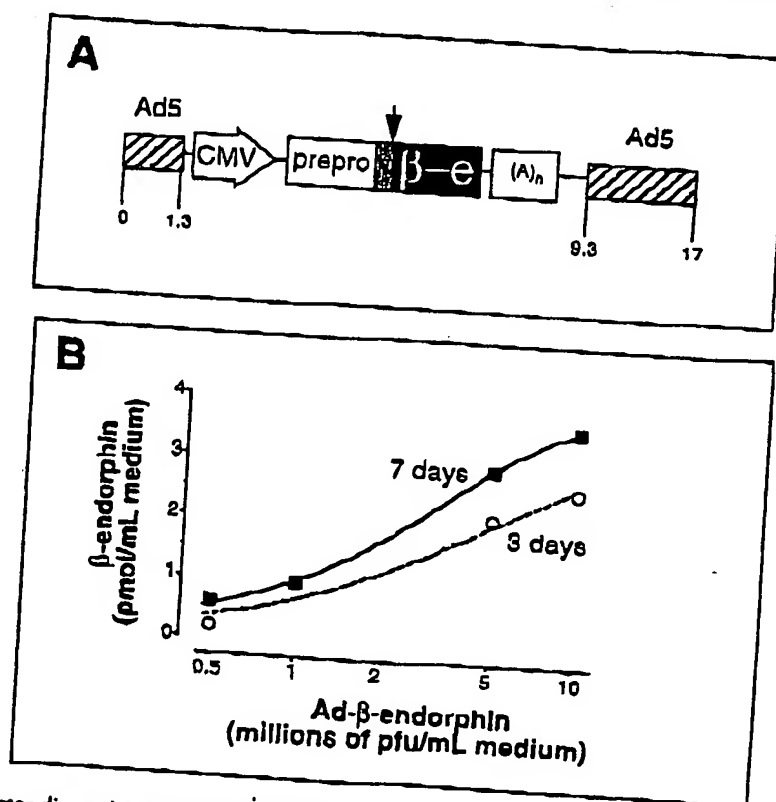 A
Ad5
Ad5
CMV
prepro
β-e
(A)n
0
1.3
9.3
17
B
β-endorphin
(pmol/mL medium)
4
3
2
1
0
7 days
3 days
0.5
1
2
5
10
Ad-β-endorphin
(millions of pfu/mL medium)